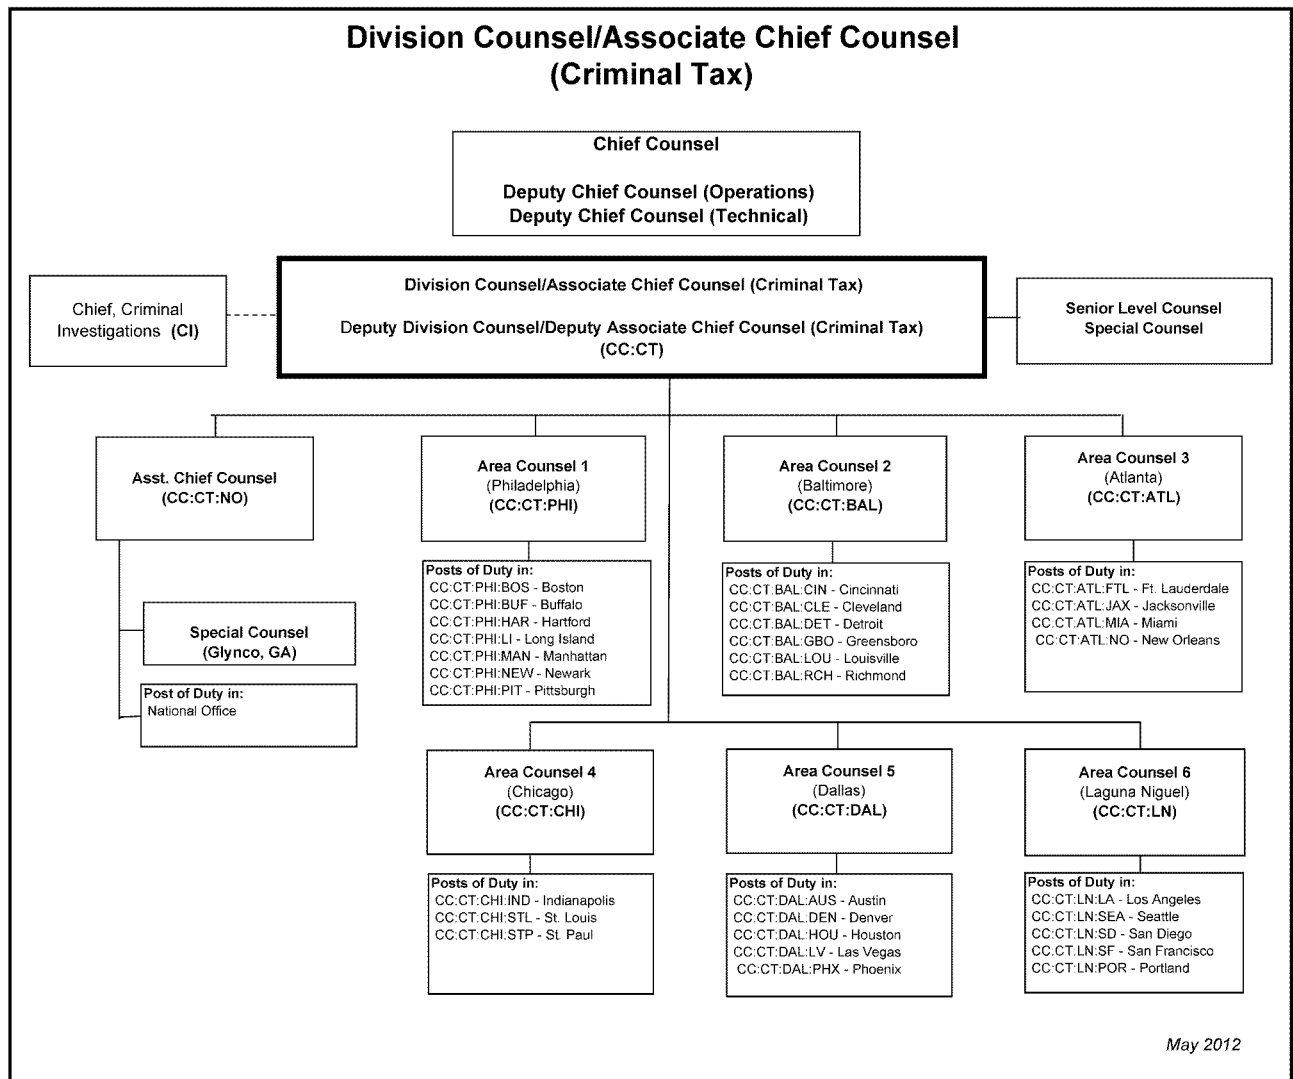 Division Counsel/Associate Chief Counsel
(Criminal Tax)
Chief Counsel
Deputy Chief Counsel (Operations)
Deputy Chief Counsel (Technical)
Chief, Criminal
Investigations (CI)
Division Counsel/Associate Chief Counsel (Criminal Tax)
Deputy Division Counsel/Deputy Associate Chief Counsel (Criminal Tax)
(CC:CT)
Senior Level Counsel
Special Counsel
Asst. Chief Counsel
(CC:CT:NO)
Special Counsel
(Glynco, GA)
Post of Duty in:
National Office
Area Counsel 1
(Philadelphia)
(CC:CT:PHI)
Posts of Duty in:
CC:CT:PHI:BOS - Boston
CC:CT:PHI:BUF - Buffalo
CC:CT:PHI:HAR - Hartford
CC:CT:PHI:LI - Long Island
CC:CT:PHI:MAN - Manhattan
CC:CT:PHI:NEW - Newark
CC:CT:PHI:PIT - Pittsburgh
Area Counsel 2
(Baltimore)
(CC:CT:BAL)
Posts of Duty in:
CC:CT:BAL:CIN - Cincinnati
CC:CT:BAL:CLE - Cleveland
CC:CT:BAL:DET - Detroit
CC:CT:BAL:GBO - Greensboro
CC:CT:BAL:LOU - Louisville
CC:CT:BAL:RCH - Richmond
Area Counsel 3
(Atlanta)
(CC:CT:ATL)
Posts of Duty in:
CC:CT:ATL:FTL - Ft. Lauderdale
CC:CT:ATL:JAX - Jacksonville
CC:CT:ATL:MIA - Miami
CC:CT:ATL:NO - New Orleans
Area Counsel 4
(Chicago)
(CC:CT:CHI)
Posts of Duty in:
CC:CT:CHI:IND - Indianapolis
CC:CT:CHI:STL - St. Louis
CC:CT:CHI:STP - St. Paul
Area Counsel 5
(Dallas)
(CC:CT:DAL)
Posts of Duty in:
CC:CT:DAL:AUS - Austin
CC:CT:DAL:DEN - Denver
CC:CT:DAL:HOU - Houston
CC:CT:DAL:LV - Las Vegas
CC:CT:DAL:PHX - Phoenix
Area Counsel 6
(Laguna Niguel)
(CC:CT:LN)
Posts of Duty in:
CC:CT:LN:LA - Los Angeles
CC:CT:LN:SEA - Seattle
CC:CT:LN:SD - San Diego
CC:CT:LN:SF - San Francisco
CC:CT:LN:POR - Portland
May 2012